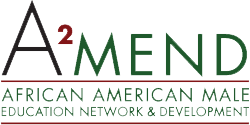 A²MEND
AFRICAN AMERICAN MALE
EDUCATION NETWORK & DEVELOPMENT